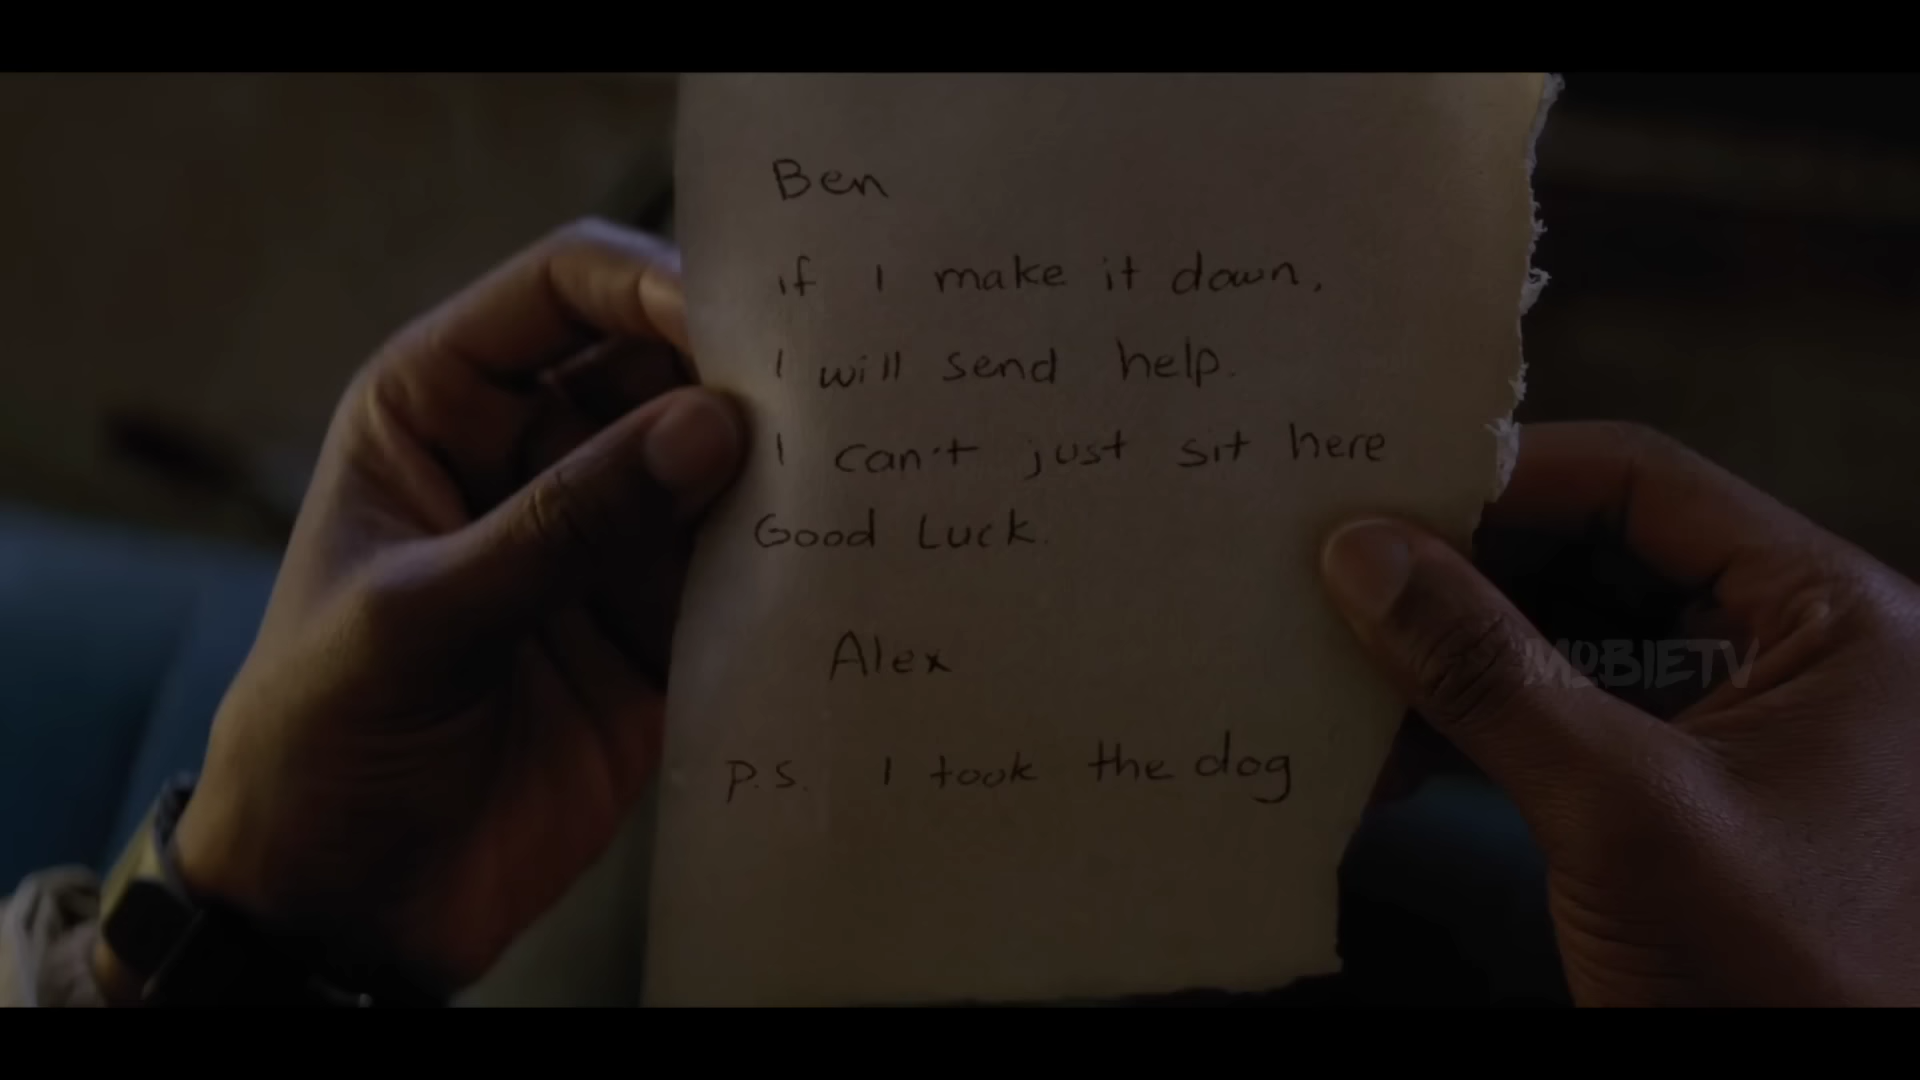 Ben
if I make it down,
I will send help.
I can't just sit here
Good Luck.
Alex
P.S. I took the dog
MOBIETV